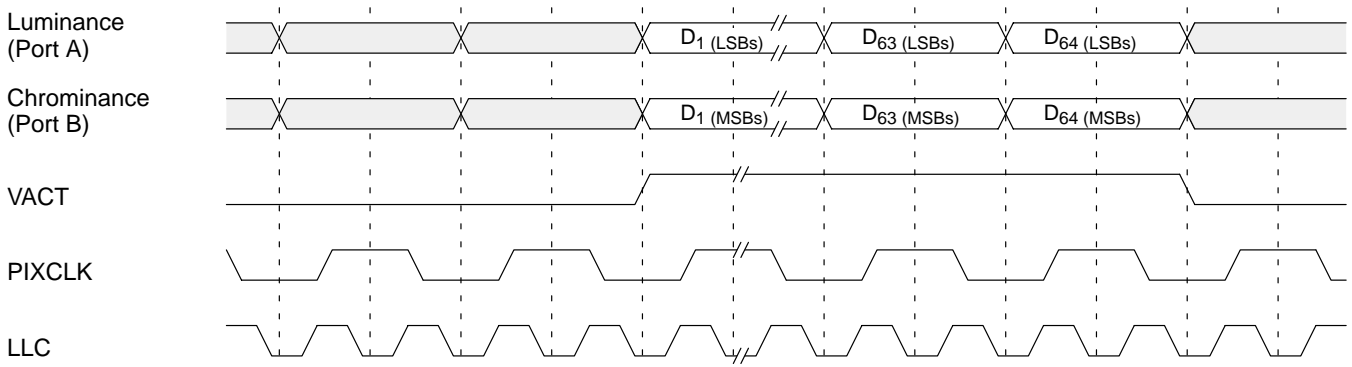 Luminance
(Port A)
D1 (LSBs) D63 (LSBs) D64 (LSBs)
Chrominance
(Port B)
D1 (MSBs) D63 (MSBs) D64 (MSBs)
VACT
PIXCLK
LLC